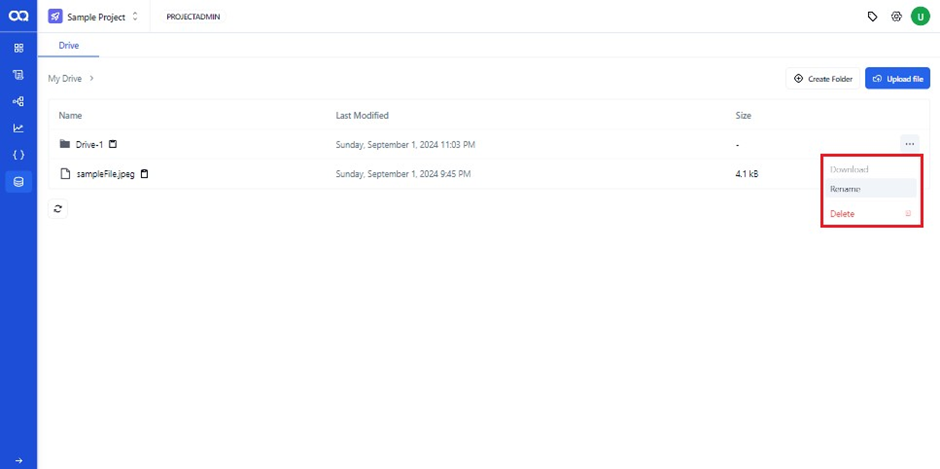 Sample Project PROJECTADMIN U
Drive
My Drive Create Folder Upload file
Name Last Modified Size
Drive-1 Sunday, September 1, 2024 11:03 PM - ...
sampleFile.jpeg Sunday, September 1, 2024 9:45 PM 4.1 kB
Download
Rename
Delete